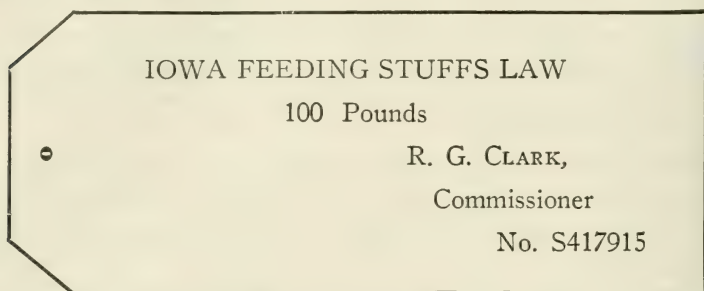 IOWA FEEDING STUFFS LAW
100 Pounds
R. G. CLARK,
Commissioner
No. S417915